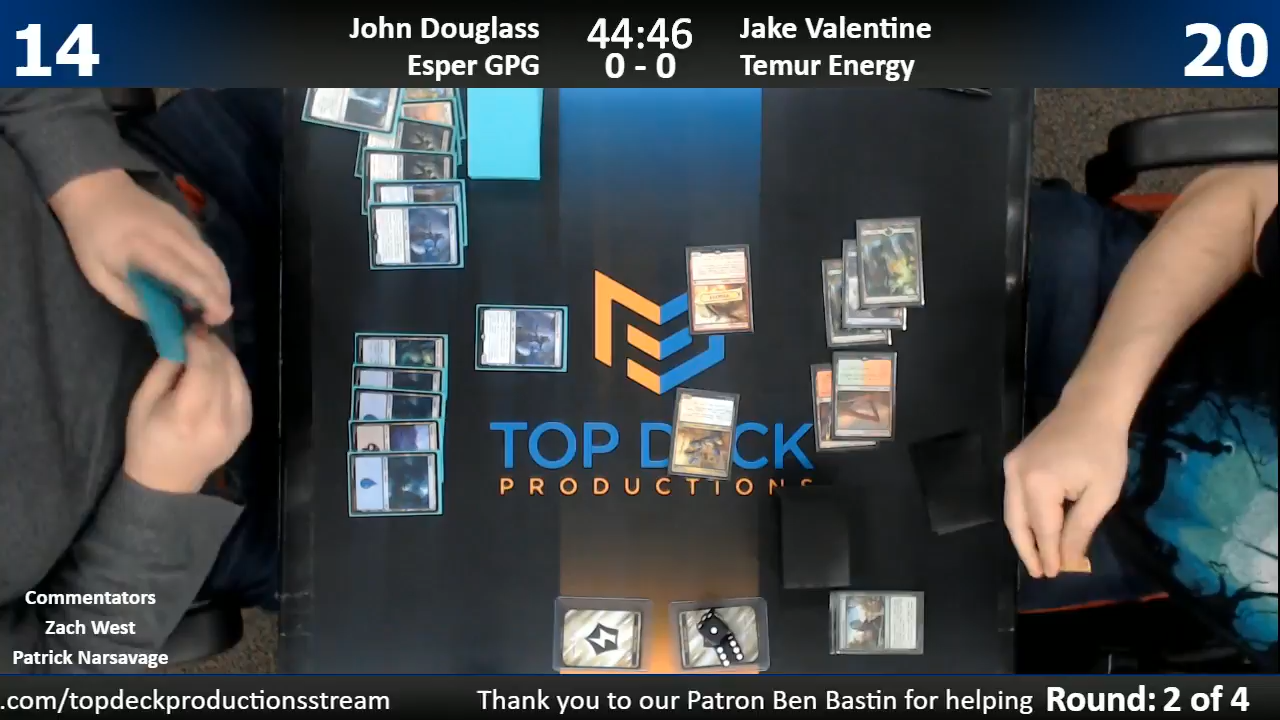 14
John Douglass
Esper GPG
44:46
0 - 0
Jake Valentine
Temur Energy
20
TOP DECK
PRODUCTIONS
Commentators
Zach West
Patrick Narsavage
.com/topdeckproductionsstream
Thank you to our Patron Ben Bastin for helping
Round: 2 of 4